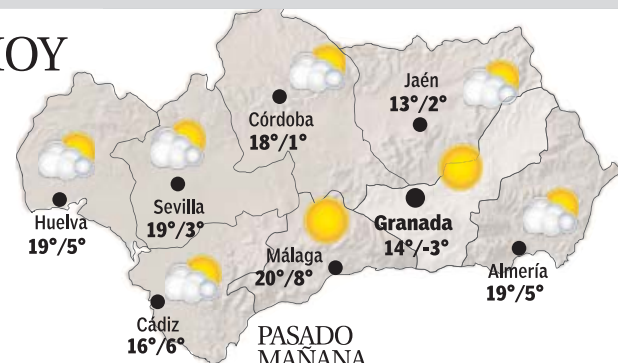 HOY
Jaén
13°/2°
Córdoba
18°/1°
Huelva
19°/5°
Sevilla
19°/3°
Granada
14°/-3°
Málaga
20°/8°
Almería
19°/5°
Cádiz
16°/6°
PASADO
MAÑANA